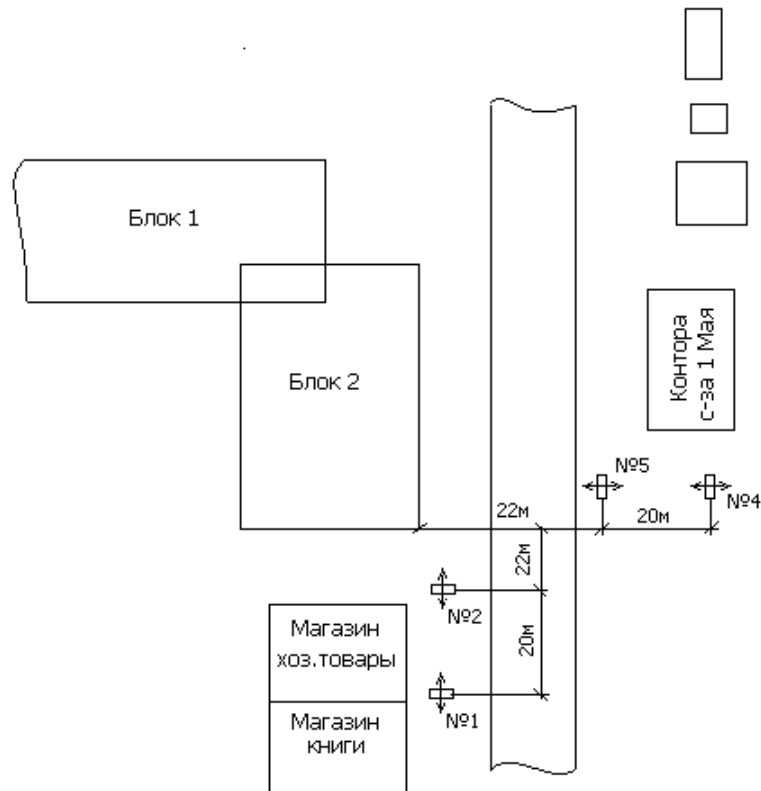 Блок 1
Блок 2
Контора
с-за 1 Мая
№5
№4
22м
20м
22м
№2
20м
№1
Магазин
хоз.товары
Магазин
книги